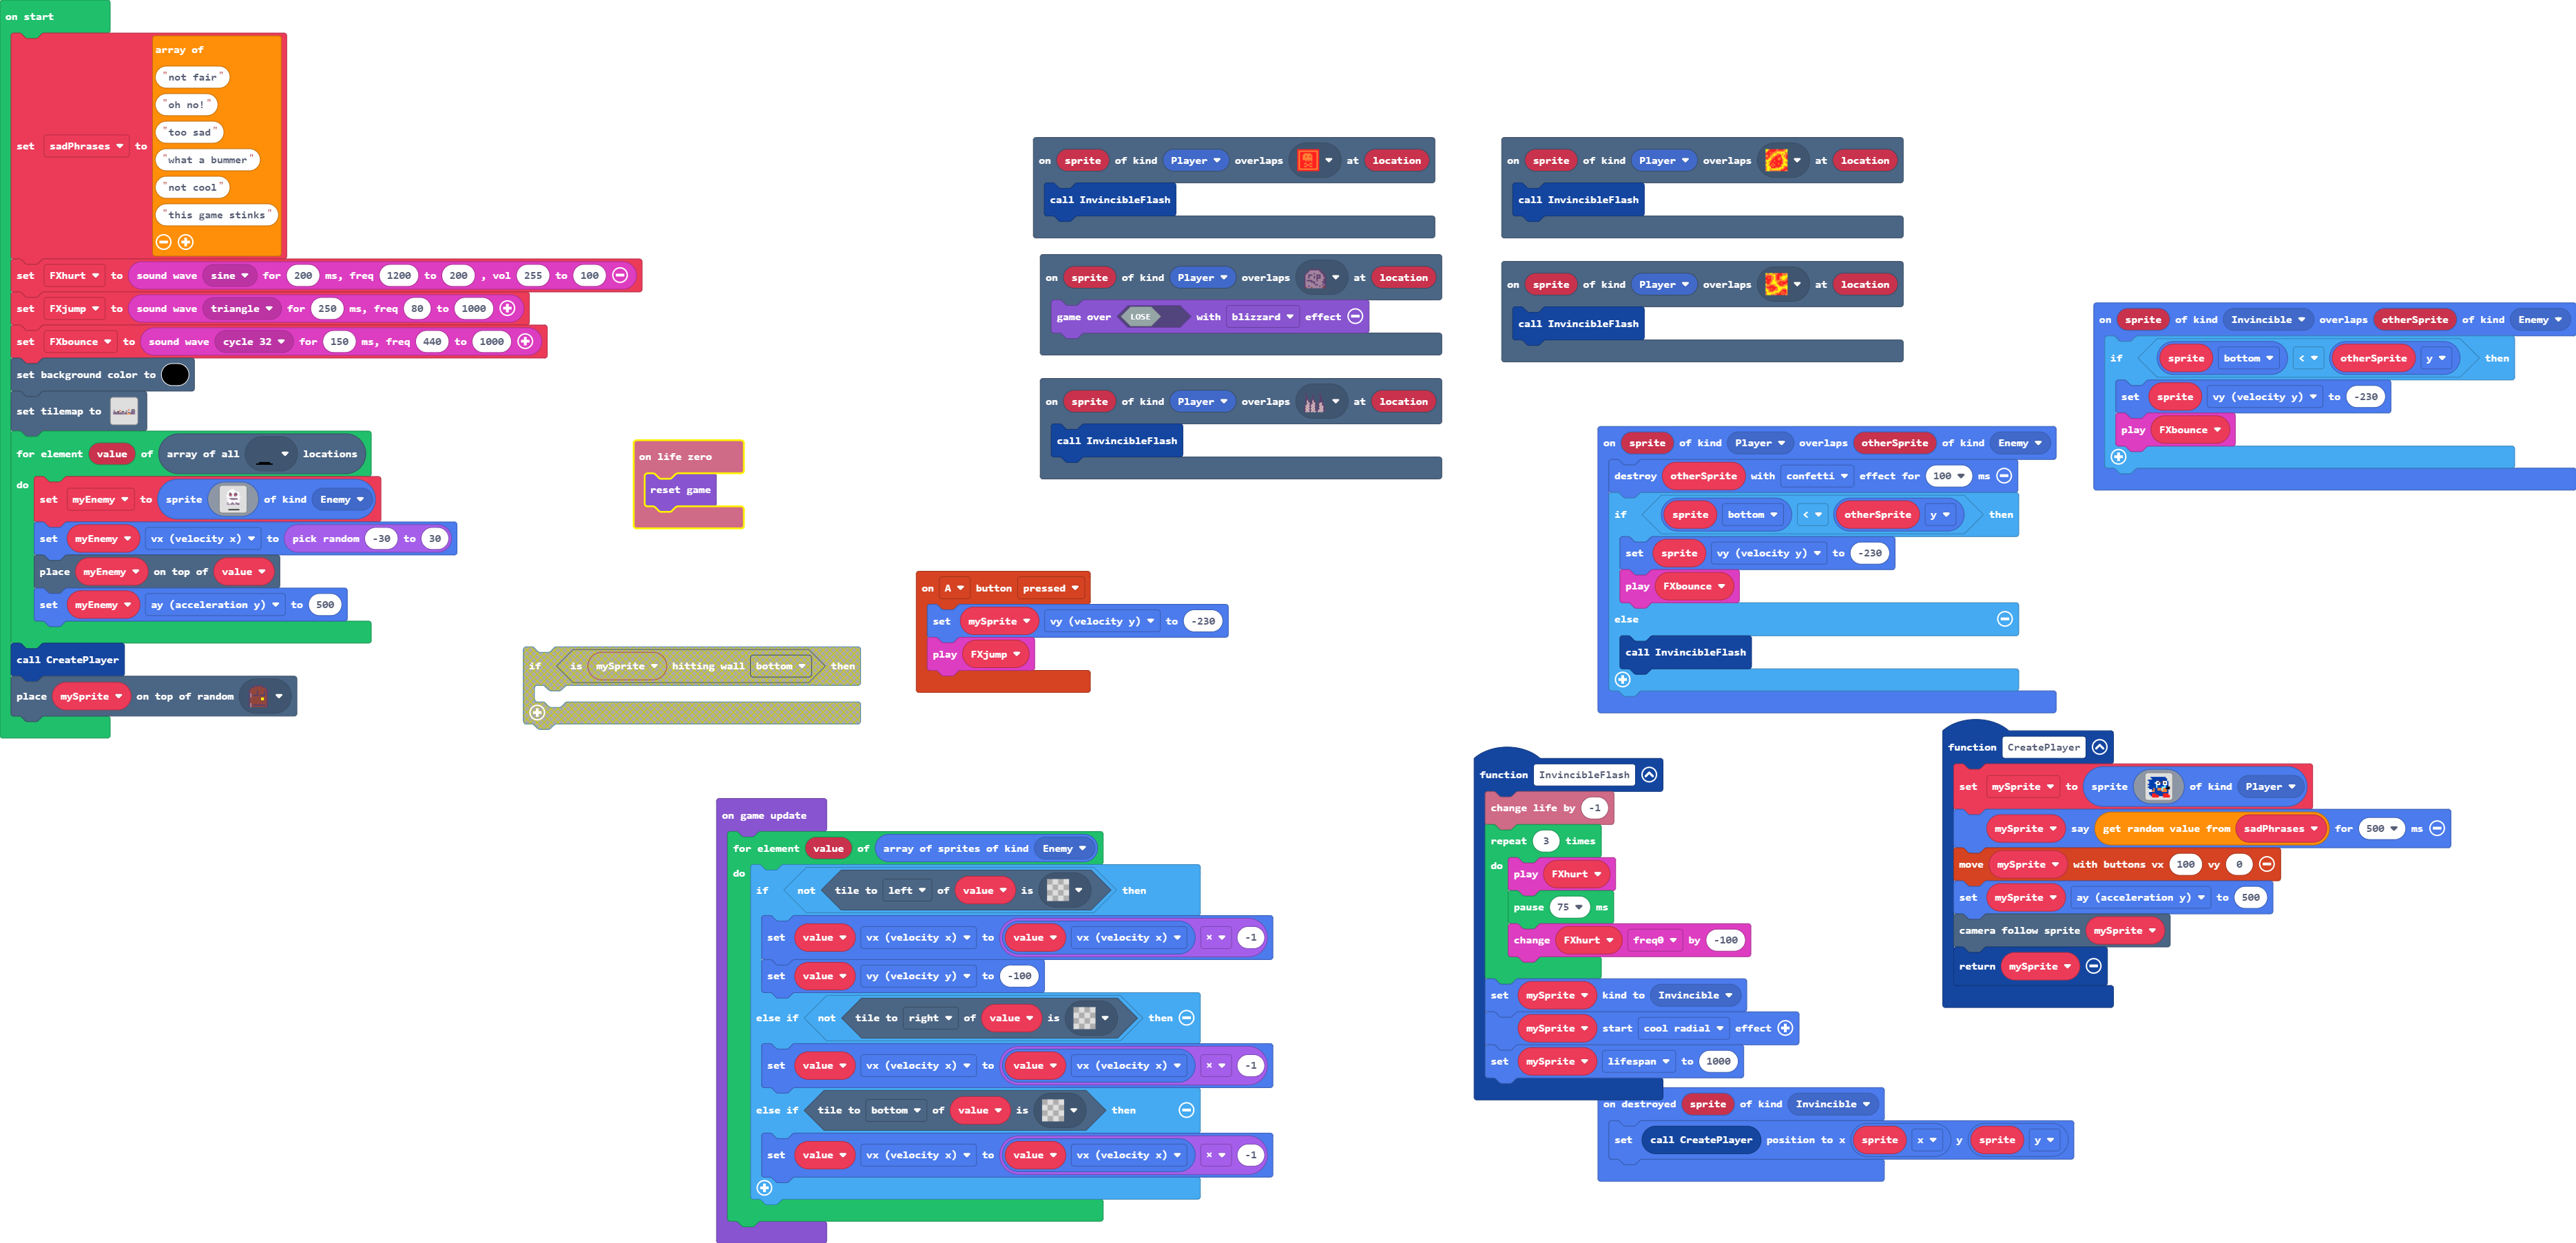 on start
set sadPhrases to array of
"not fair"
"oh no!"
"too sad"
"what a bummer"
"not cool"
"this game stinks"
set FXhurt to sound wave sine for 200 ms, freq 1200 to 200 , vol 255 to 100
set FXjump to sound wave triangle for 250 ms, freq 80 to 1000
set FXbounce to sound wave cycle 32 for 150 ms, freq 440 to 1000
set background color to
set tilemap to
for element value of array of all locations
do
set myEnemy to sprite of kind Enemy
set myEnemy vx (velocity x) to pick random -30 to 30
place myEnemy on top of value
set myEnemy ay (acceleration y) to 500
call CreatePlayer
place mySprite on top of random
on life zero
reset game
if is mySprite hitting wall bottom then
on A button pressed
set mySprite vy (velocity y) to -230
play FXjump
on sprite of kind Player overlaps at location
call InvincibleFlash
on sprite of kind Player overlaps at location
game over LOSE with blizzard effect
on sprite of kind Player overlaps at location
call InvincibleFlash
on sprite of kind Player overlaps at location
call InvincibleFlash
on sprite of kind Player overlaps at location
call InvincibleFlash
on sprite of kind Invincible overlaps otherSprite of kind Enemy
if sprite bottom < otherSprite y then
set sprite vy (velocity y) to -230
play FXbounce
on sprite of kind Player overlaps otherSprite of kind Enemy
destroy otherSprite with confetti effect for 100 ms
if sprite bottom < otherSprite y then
set sprite vy (velocity y) to -230
play FXbounce
else
call InvincibleFlash
on game update
for element value of array of sprites of kind Enemy
do
if not tile to left of value is then
set value vx (velocity x) to value vx (velocity x) × -1
set value vy (velocity y) to -100
else if not tile to right of value is then
set value vx (velocity x) to value vx (velocity x) × -1
else if tile to bottom of value is then
set value vx (velocity x) to value vx (velocity x) × -1
function InvincibleFlash
change life by -1
repeat 3 times
do
play FXhurt
pause 75 ms
change FXhurt freq0 by -100
set mySprite kind to Invincible
mySprite start cool radial effect
set mySprite lifespan to 1000
on destroyed sprite of kind Invincible
set call CreatePlayer position to x sprite x y sprite y
function CreatePlayer
set mySprite to sprite of kind Player
mySprite say get random value from sadPhrases for 500 ms
move mySprite with buttons vx 100 vy 0
set mySprite ay (acceleration y) to 500
camera follow sprite mySprite
return mySprite